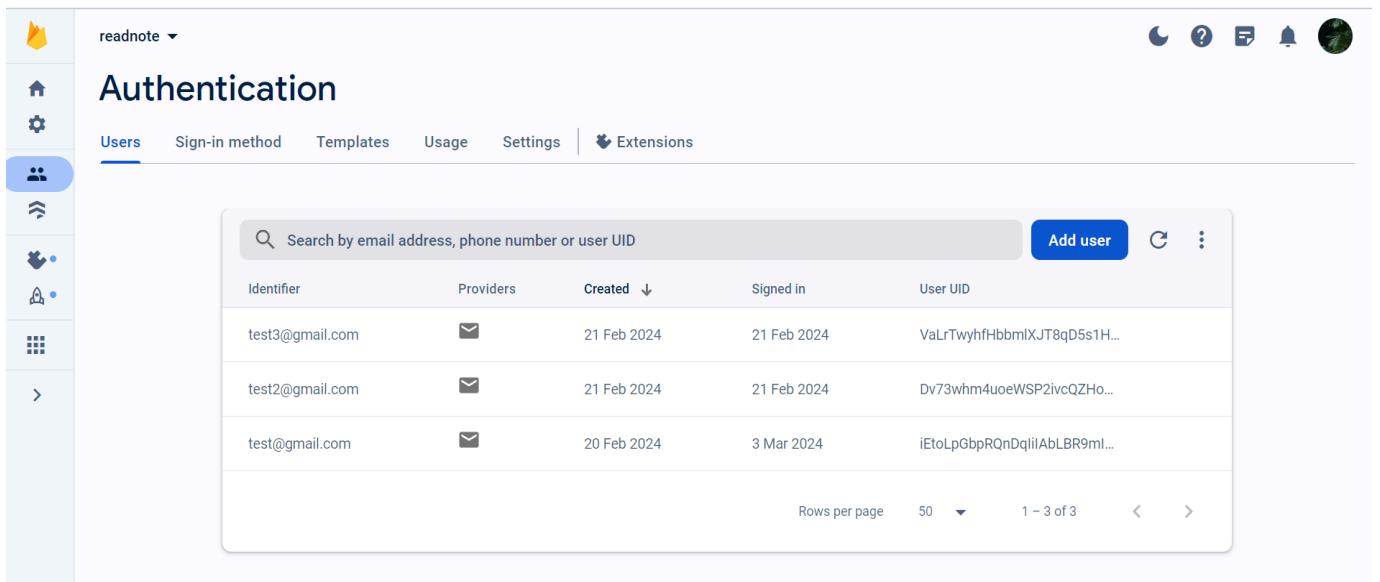 readnote
Authentication
Users Sign-in method Templates Usage Settings Extensions
Search by email address, phone number or user UID Add user
Identifier Providers Created Signed in User UID
test3@gmail.com 21 Feb 2024 21 Feb 2024 VaLrTwyhfHbbmlXJT8qD5s1H...
test2@gmail.com 21 Feb 2024 21 Feb 2024 Dv73whm4uoeWSP2ivcQZHo...
test@gmail.com 20 Feb 2024 3 Mar 2024 iEtoLpGbpRQnDqIiIAbLBR9mI...
Rows per page 50 1 – 3 of 3